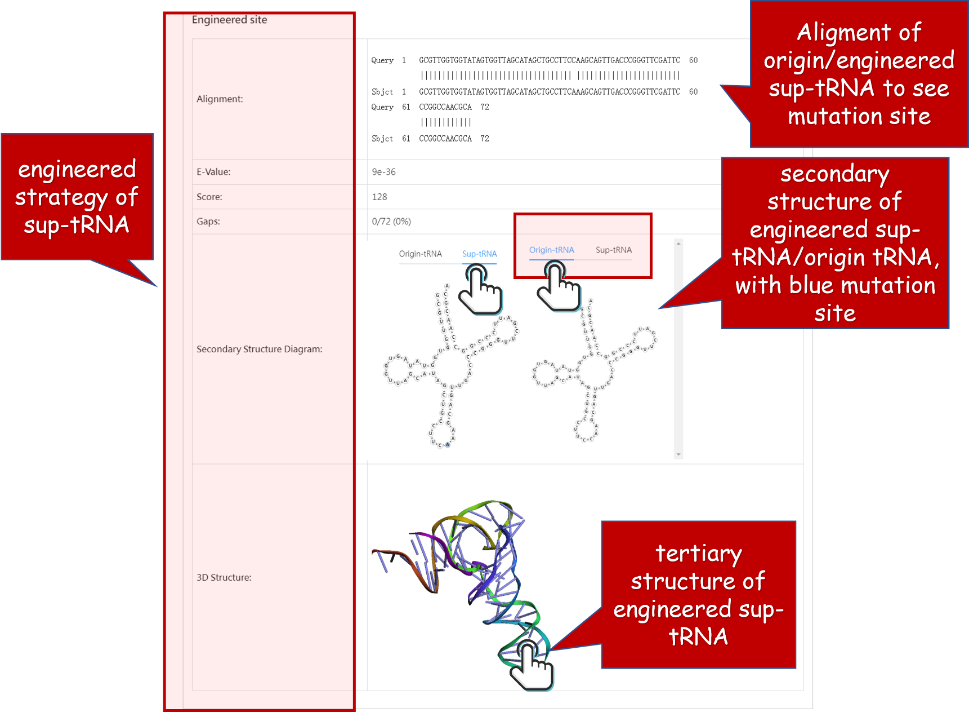 Engineered site
Aligment of
origin/engineered
sup-tRNA to see
mutation site
Alignment:
Query 1 GCGTTGGTGGTATAGTGGTTAGCATAGCTGCCTTCCAAGCAGTTGACCCGGGTTCGATTC 60
Sbjct 1 GCGTTGGTGGTATAGTGGTTAGCATAGCTGCCTTCAAAGCAGTTGACCCGGGTTCGATTC 60
Query 61 CCGGCCAACGCA 72
Sbjct 61 CCGGCCAACGCA 72
engineered
strategy of
sup-tRNA
E-Value: 9e-36
Score: 128
Gaps: 0/72 (0%)
secondary
structure of
engineered sup-
tRNA/origin tRNA,
with blue mutation
site
Origin-tRNA Sup-tRNA
Origin-tRNA Sup-tRNA
Secondary Structure Diagram:
3D Structure:
tertiary
structure of
engineered sup-
tRNA